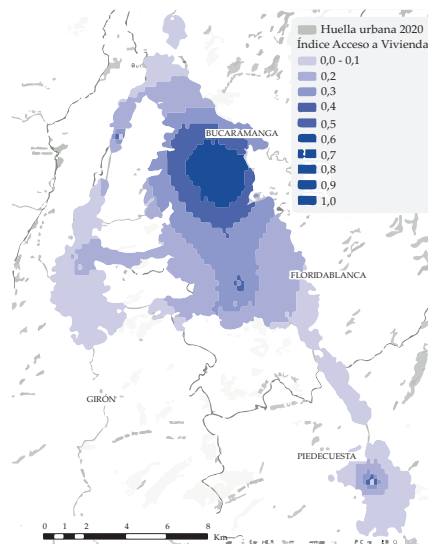 Huella urbana 2020
Índice Acceso a Vivienda
0,0 - 0,1
0,2
0,3
0,4
0,5
0,6
0,7
0,8
0,9
1,0
BUCARAMANGA
FLORIDABLANCA
GIRÓN
PIEDECUESTA
0 1 2 4 6 8
Km